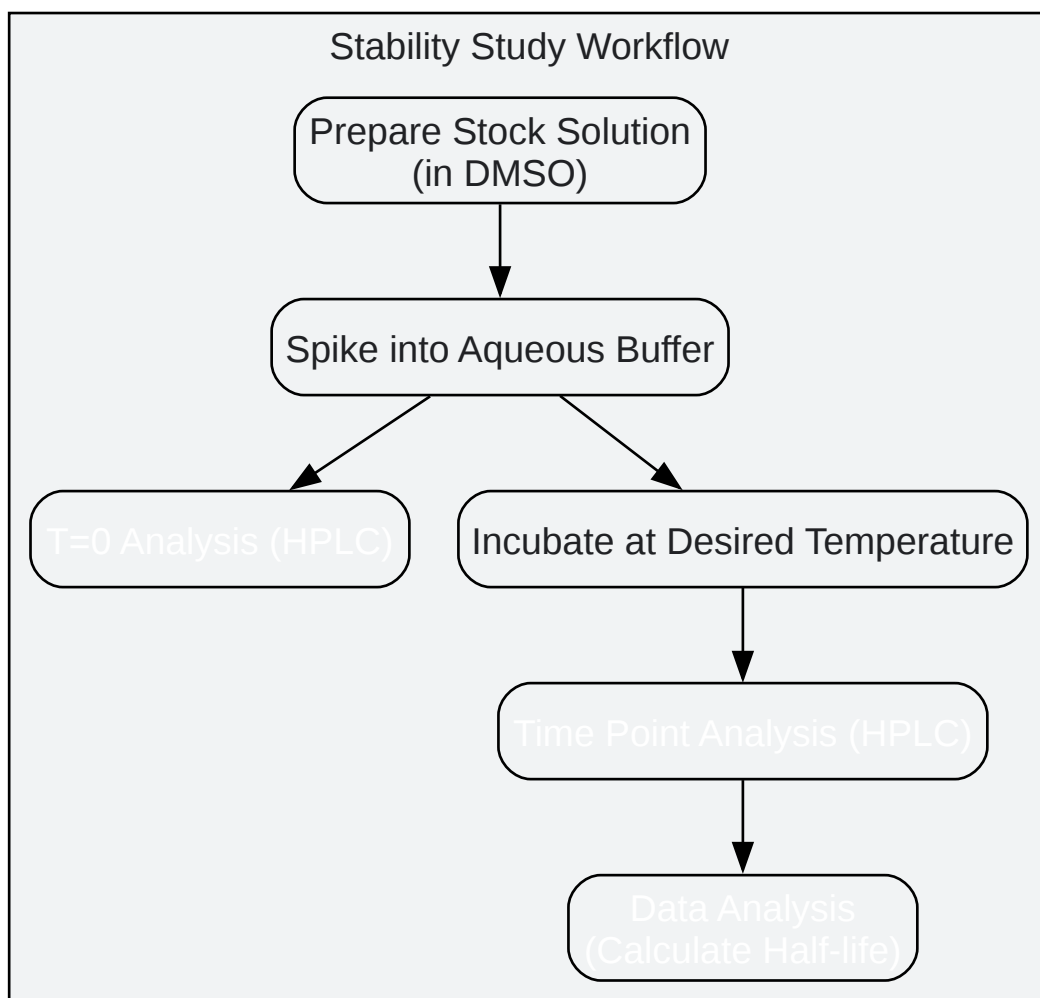 Stability Study Workflow
Prepare Stock Solution
(in DMSO)
Spike into Aqueous Buffer
T=0 Analysis (HPLC)
Incubate at Desired Temperature
Time Point Analysis (HPLC)
Data Analysis
(Calculate Half-life)